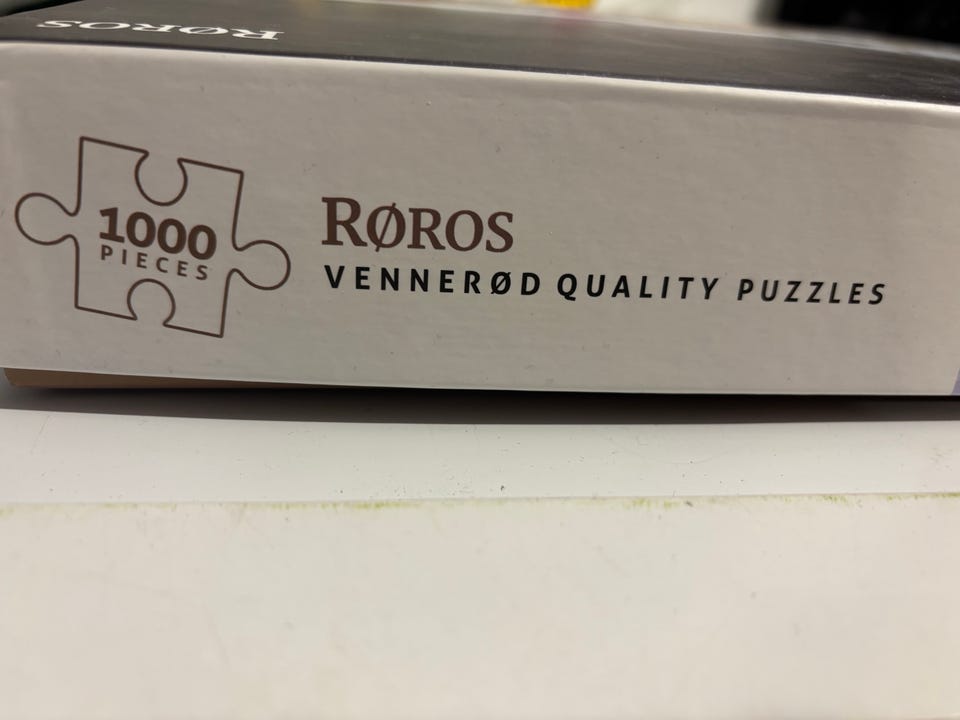 RØROS
1000
PIECES
RØROS
VENNERØD QUALITY PUZZLES